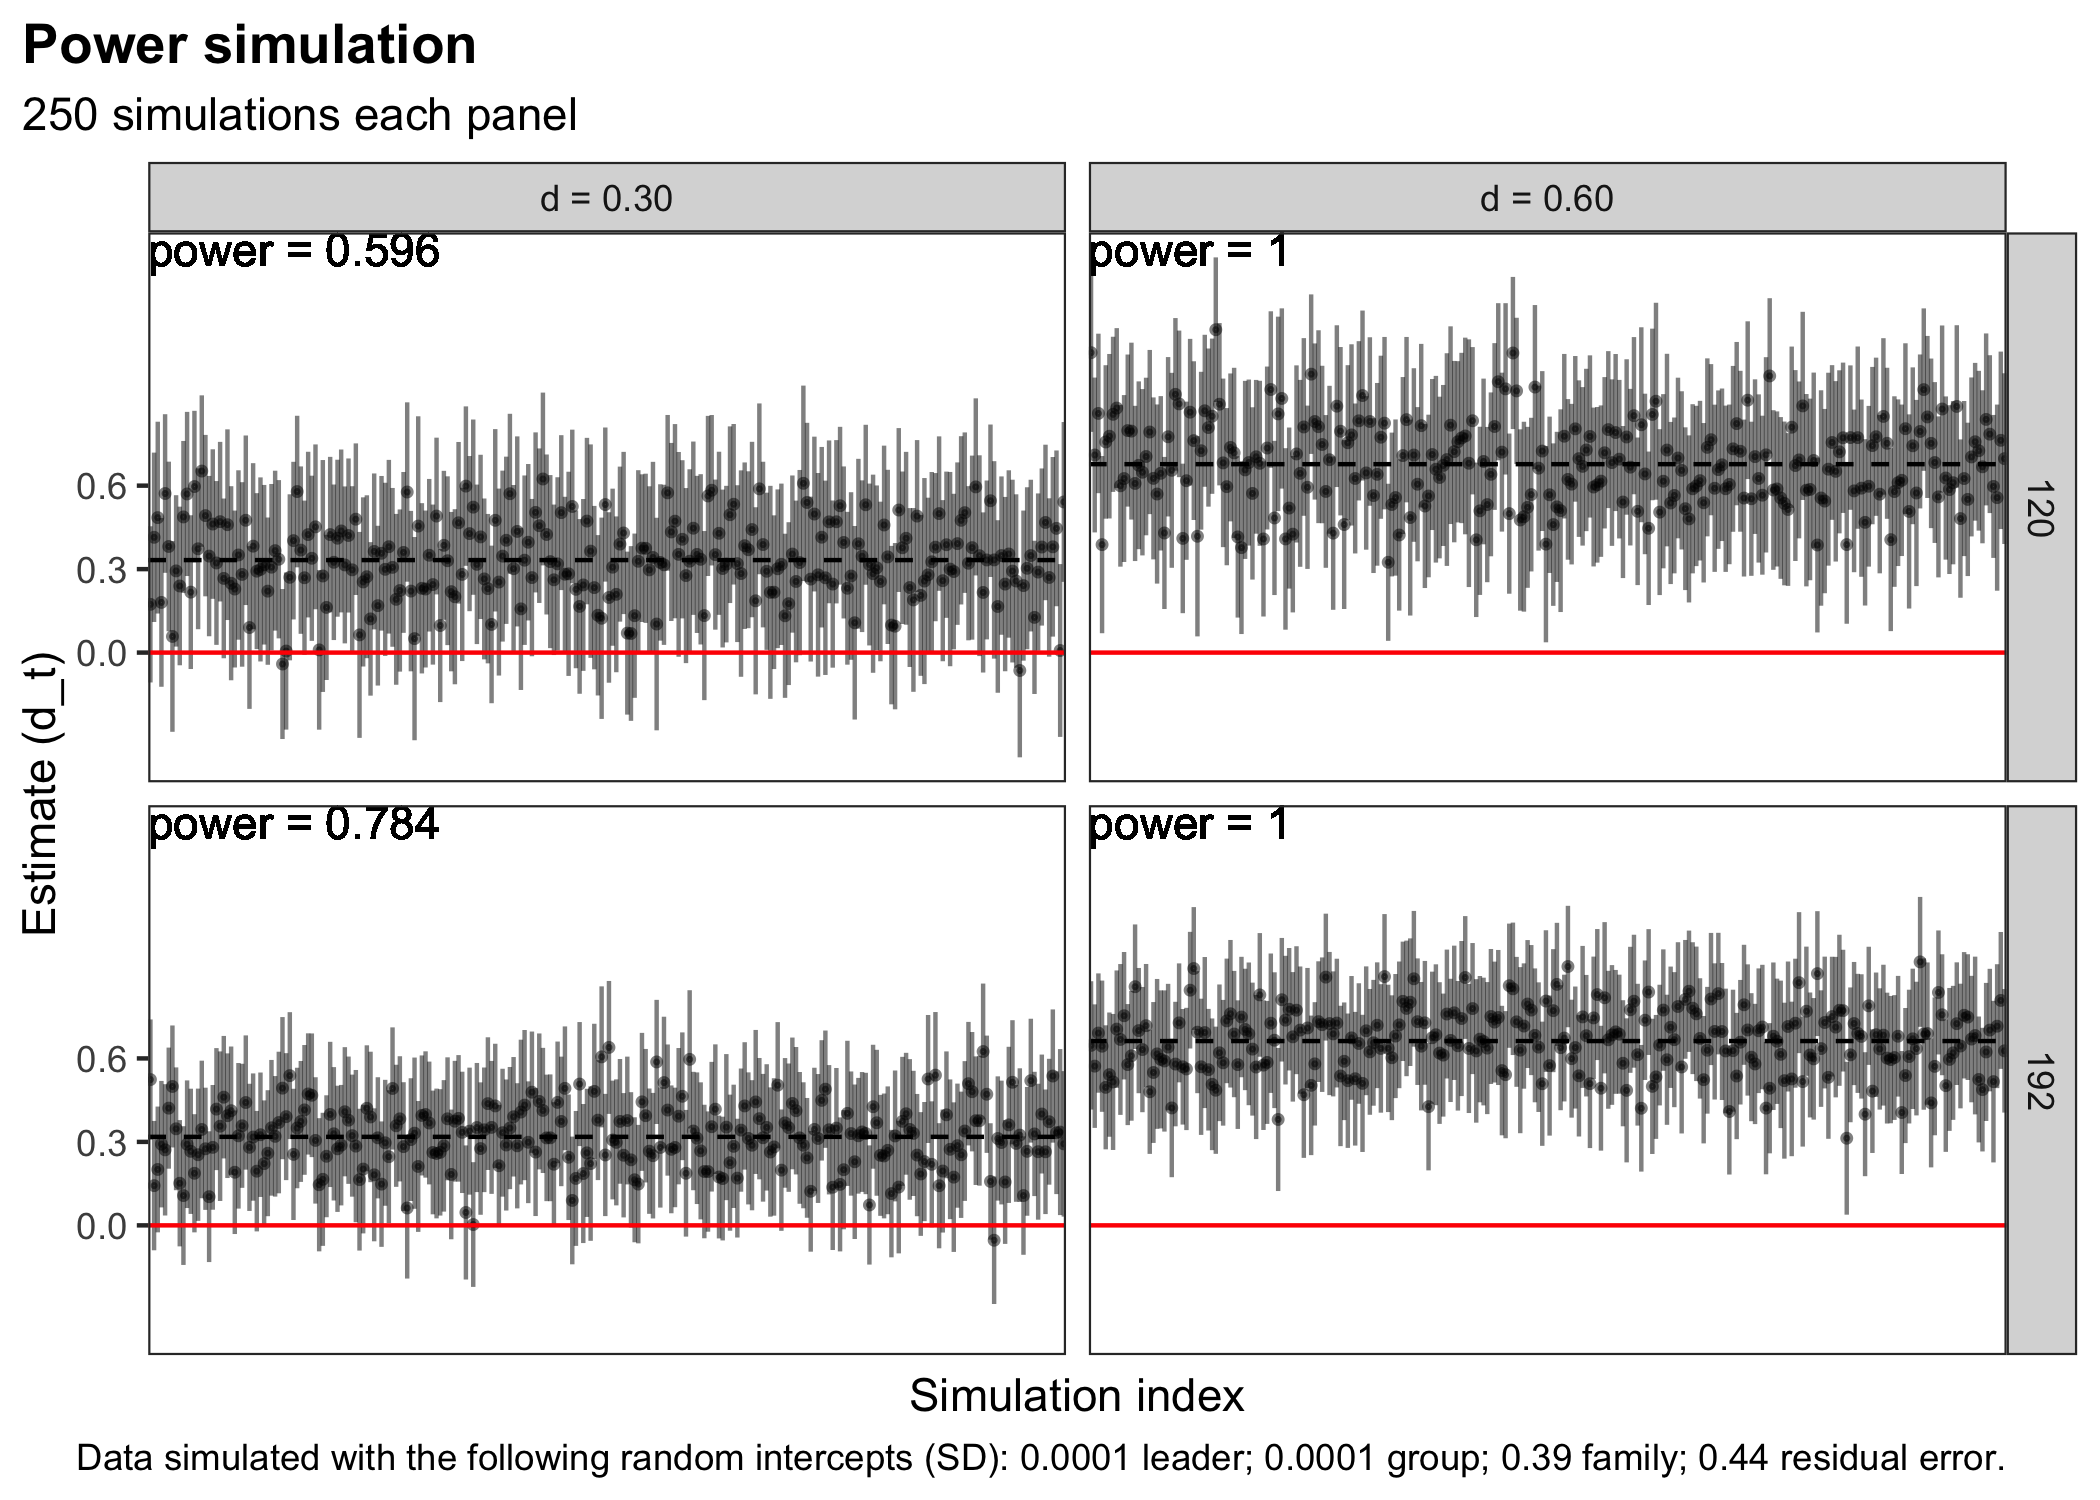 Power simulation
250 simulations each panel
d = 0.30
d = 0.60
power = 0.596
power = 1
120
0.6
0.3
0.0
Estimate (d_t)
power = 0.784
power = 1
192
0.6
0.3
0.0
Simulation index
Data simulated with the following random intercepts (SD): 0.0001 leader; 0.0001 group; 0.39 family; 0.44 residual error.